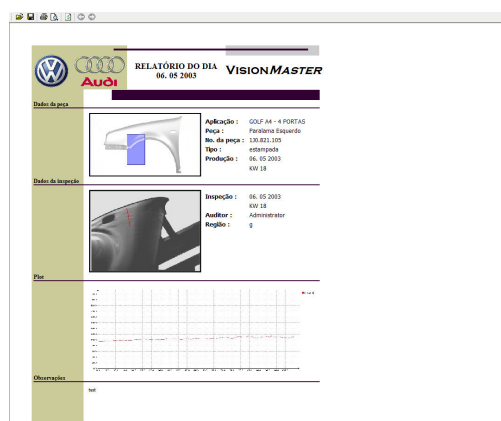 Audi
RELATÓRIO DO DIA
06. 05 2003
VISIONMASTER
Dados da peça
Aplicação : GOLF A4 - 4 PORTAS
Peça : Paralama Esquerdo
No. da peça : 130.821.105
Tipo : estampada
Produção : 06. 05 2003
KW 18
Dados da inspeção
Inspeção : 06. 05 2003
KW 18
Auditor : Administrator
Região : g
Plot
Observações
test